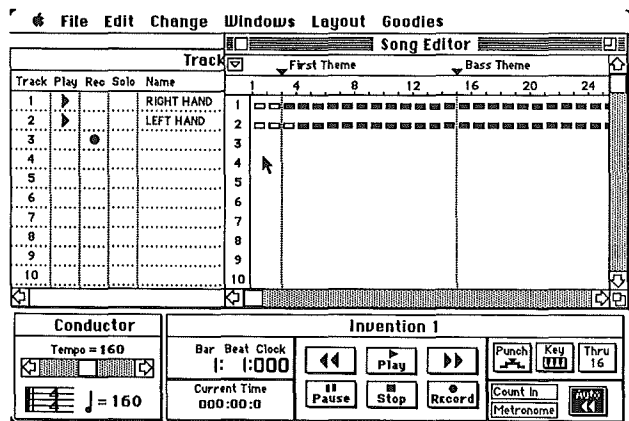 File Edit Change Windows Layout Goodies
Song Editor
Track
First Theme Bass Theme
1 4 8 12 16 20 24
Track Play Rec Solo Name
1 RIGHT HAND
2 LEFT HAND
3
4
5
6
7
8
9
10
1
2
3
4
5
6
7
8
9
10
Conductor
Tempo = 160
4
4
= 160
Invention 1
Bar Beat Clock
1: 1:000
Current Time
000:00:0
Play
Pause Stop Record
Punch Key Thru
16
Count In
Metronome
AUTO